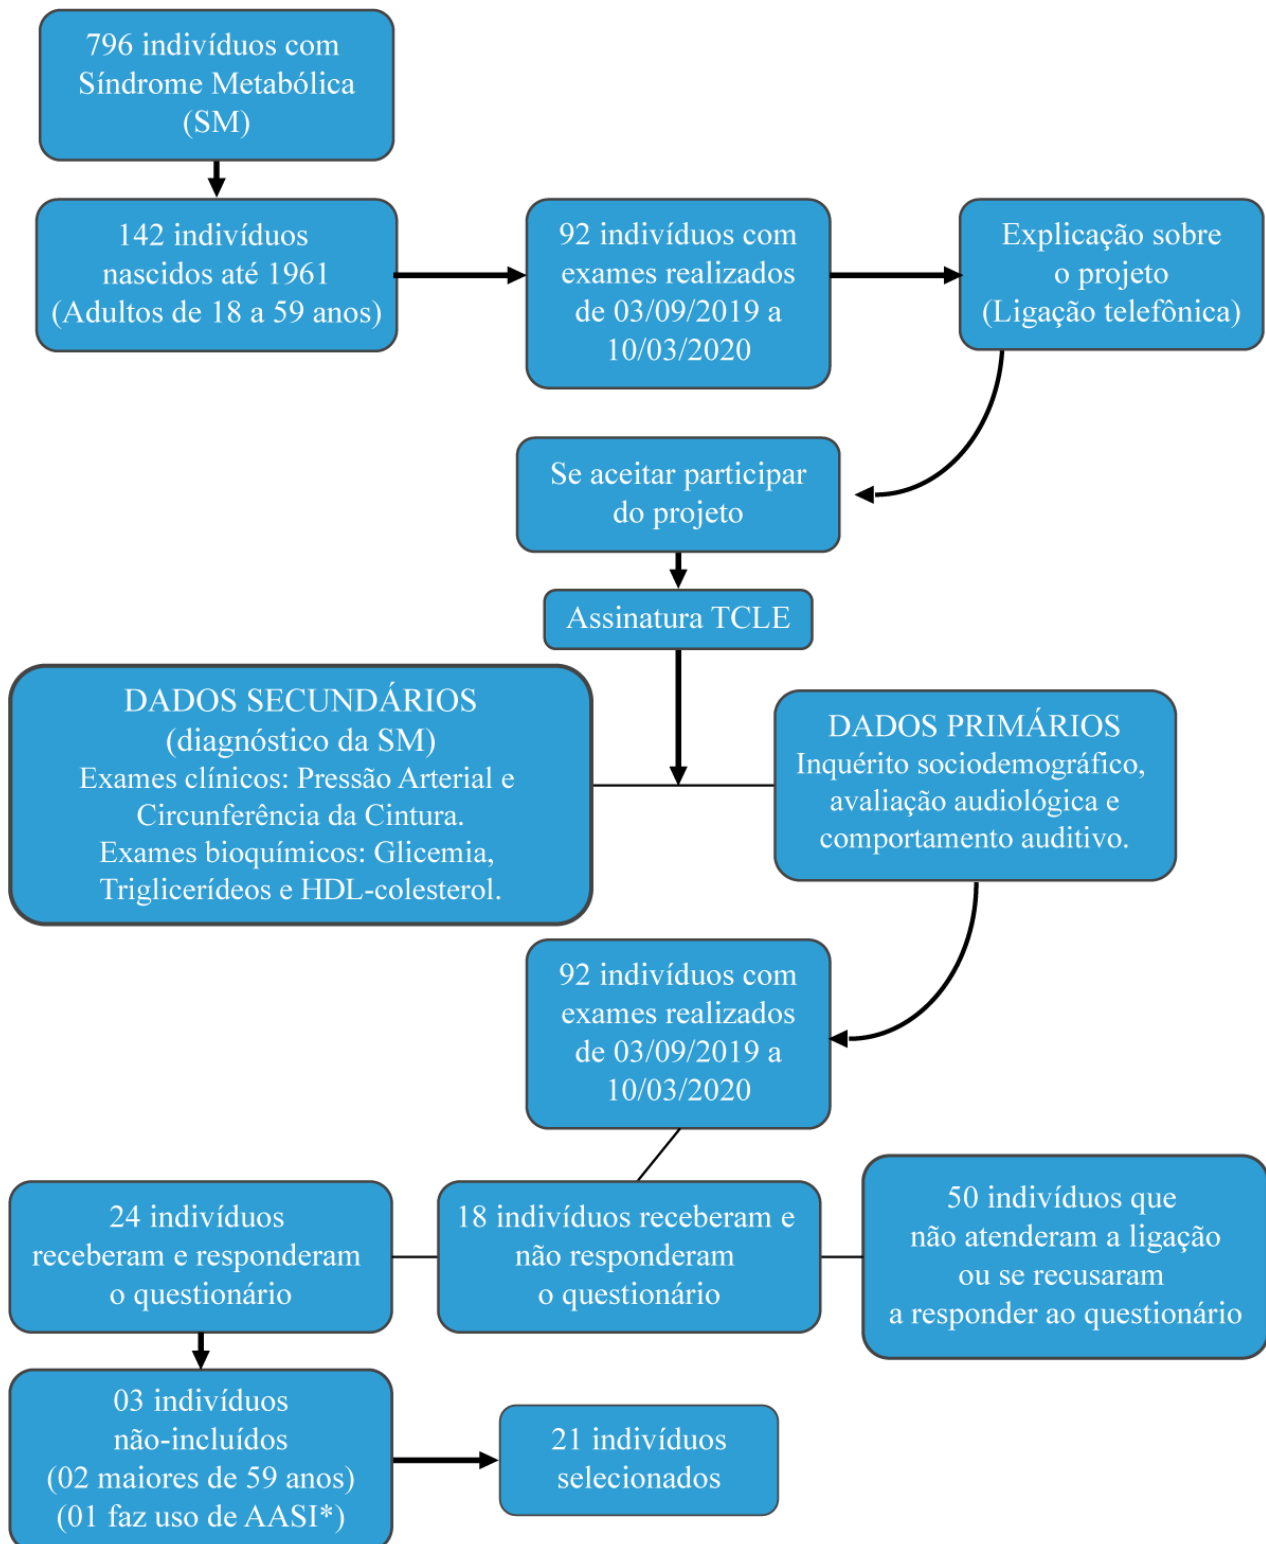 796 indivíduos com
Síndrome Metabólica
(SM)
142 indivíduos
nascidos até 1961
(Adultos de 18 a 59 anos)
92 indivíduos com
exames realizados
de 03/09/2019 a
10/03/2020
Explicação sobre
o projeto
(Ligação telefônica)
Se aceitar participar
do projeto
Assinatura TCLE
DADOS SECUNDÁRIOS
(diagnóstico da SM)
Exames clínicos: Pressão Arterial e
Circunferência da Cintura.
Exames bioquímicos: Glicemia,
Triglicerídeos e HDL-colesterol.
DADOS PRIMÁRIOS
Inquérito sociodemográfico,
avaliação audiológica e
comportamento auditivo.
92 indivíduos com
exames realizados
de 03/09/2019 a
10/03/2020
24 indivíduos
receberam e responderam
o questionário
18 indivíduos receberam e
não responderam
o questionário
50 indivíduos que
não atenderam a ligação
ou se recusaram
a responder ao questionário
03 indivíduos
não-incluídos
(02 maiores de 59 anos)
(01 faz uso de AASI*)
21 indivíduos
selecionados